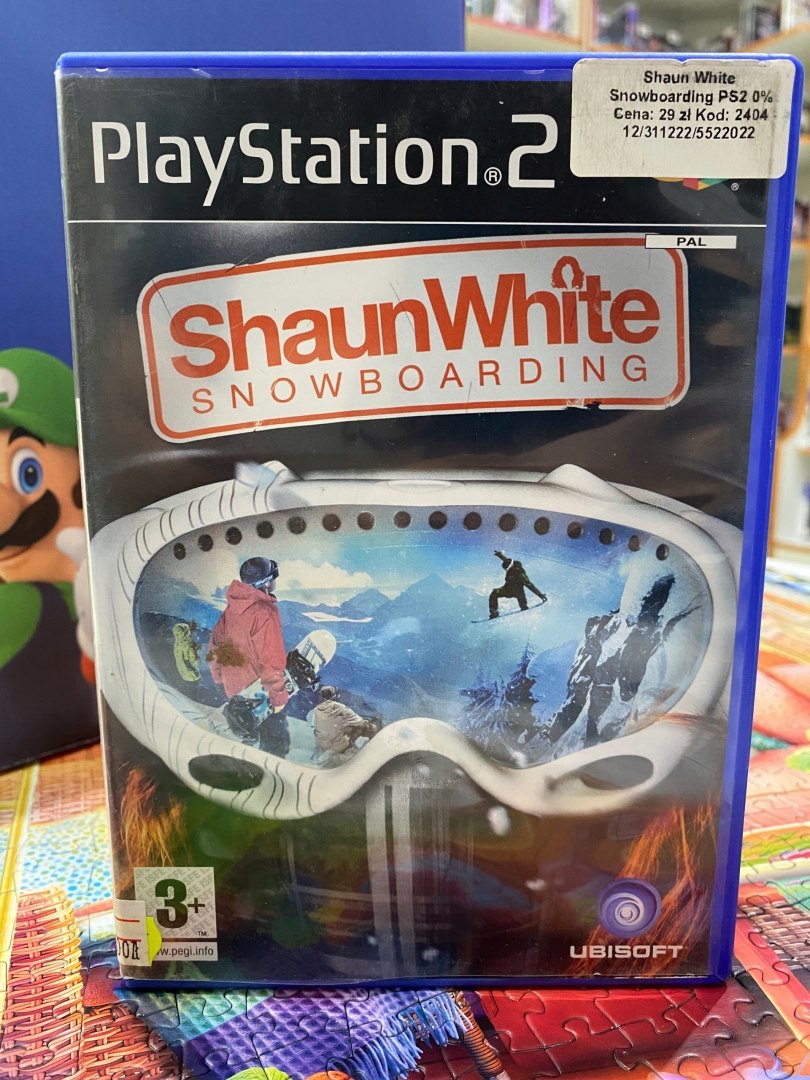 Shaun White
Snowboarding PS2 0%
Cena: 29 zł Kod: 2404
12/311222/5522022
PlayStation®2
®
PAL
ShaunWhite
SNOWBOARDING
3+
TM
www.pegi.info
UBISOFT